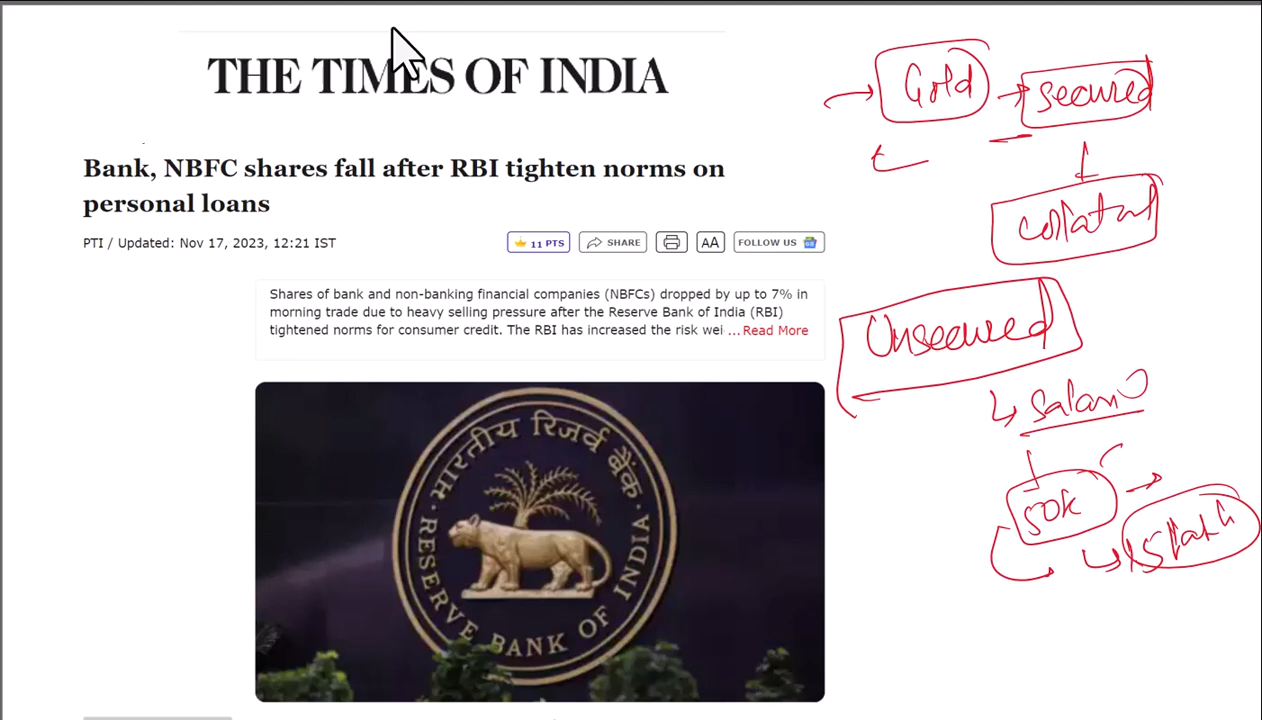 THE TIMES OF INDIA
Bank, NBFC shares fall after RBI tighten norms on
personal loans
PTI / Updated: Nov 17, 2023, 12:21 IST
11 PTS
SHARE
AA
FOLLOW US
Shares of bank and non-banking financial companies (NBFCs) dropped by up to 7% in
morning trade due to heavy selling pressure after the Reserve Bank of India (RBI)
tightened norms for consumer credit. The RBI has increased the risk wei ... Read More
भारतीय रिज़र्व बैंक
RESERVE BANK OF INDIA
Gold
secured
Unsecured
50k